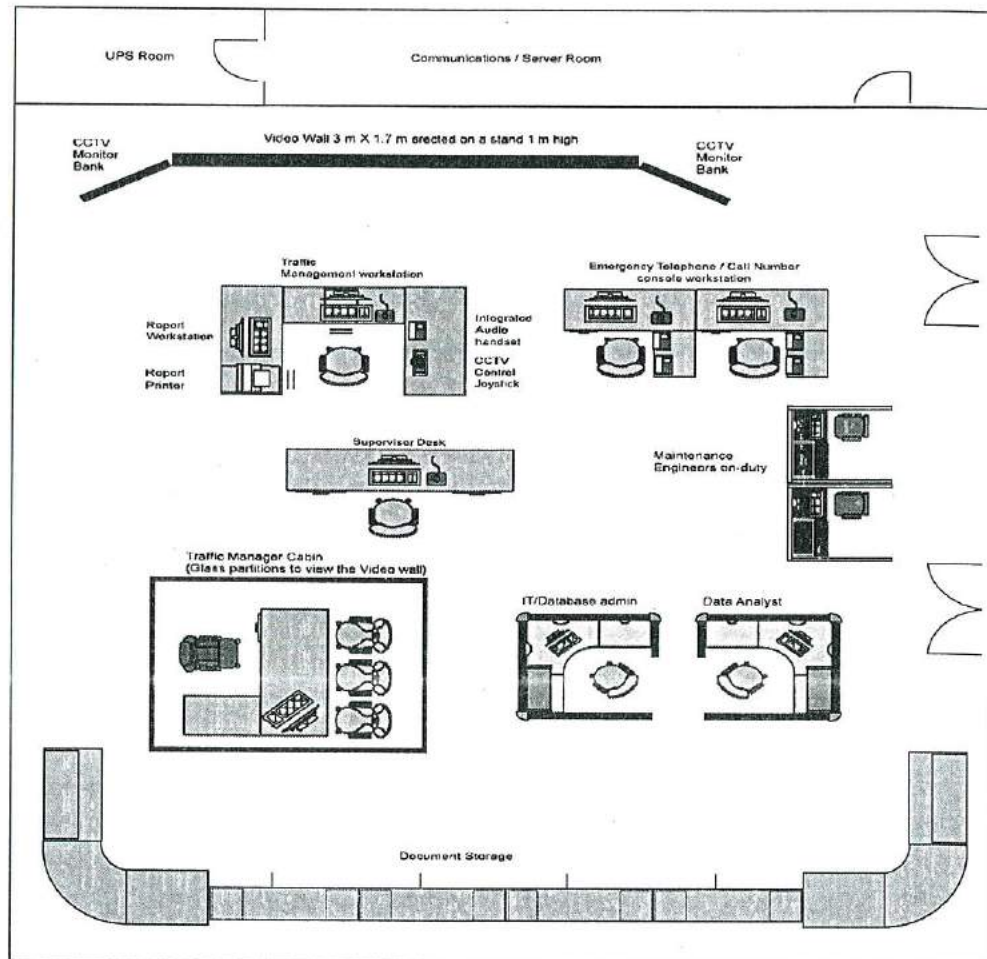 UPS Room
Communications / Server Room
Video Wall 3 m X 1.7 m erected on a stand 1 m high
CCTV
Monitor
Bank
CCTV
Monitor
Bank
Traffic
Management workstation
Emergency Telephone / Call Number
console workstation
Report
Workstation
Integrated
Audio
handset
Report
Printer
CCTV
Control
Joystick
Supervisor Desk
Maintenance
Engineers on-duty
Traffic Manager Cabin
(Glass partitions to view the Video wall)
IT/Database admin
Data Analyst
Document Storage